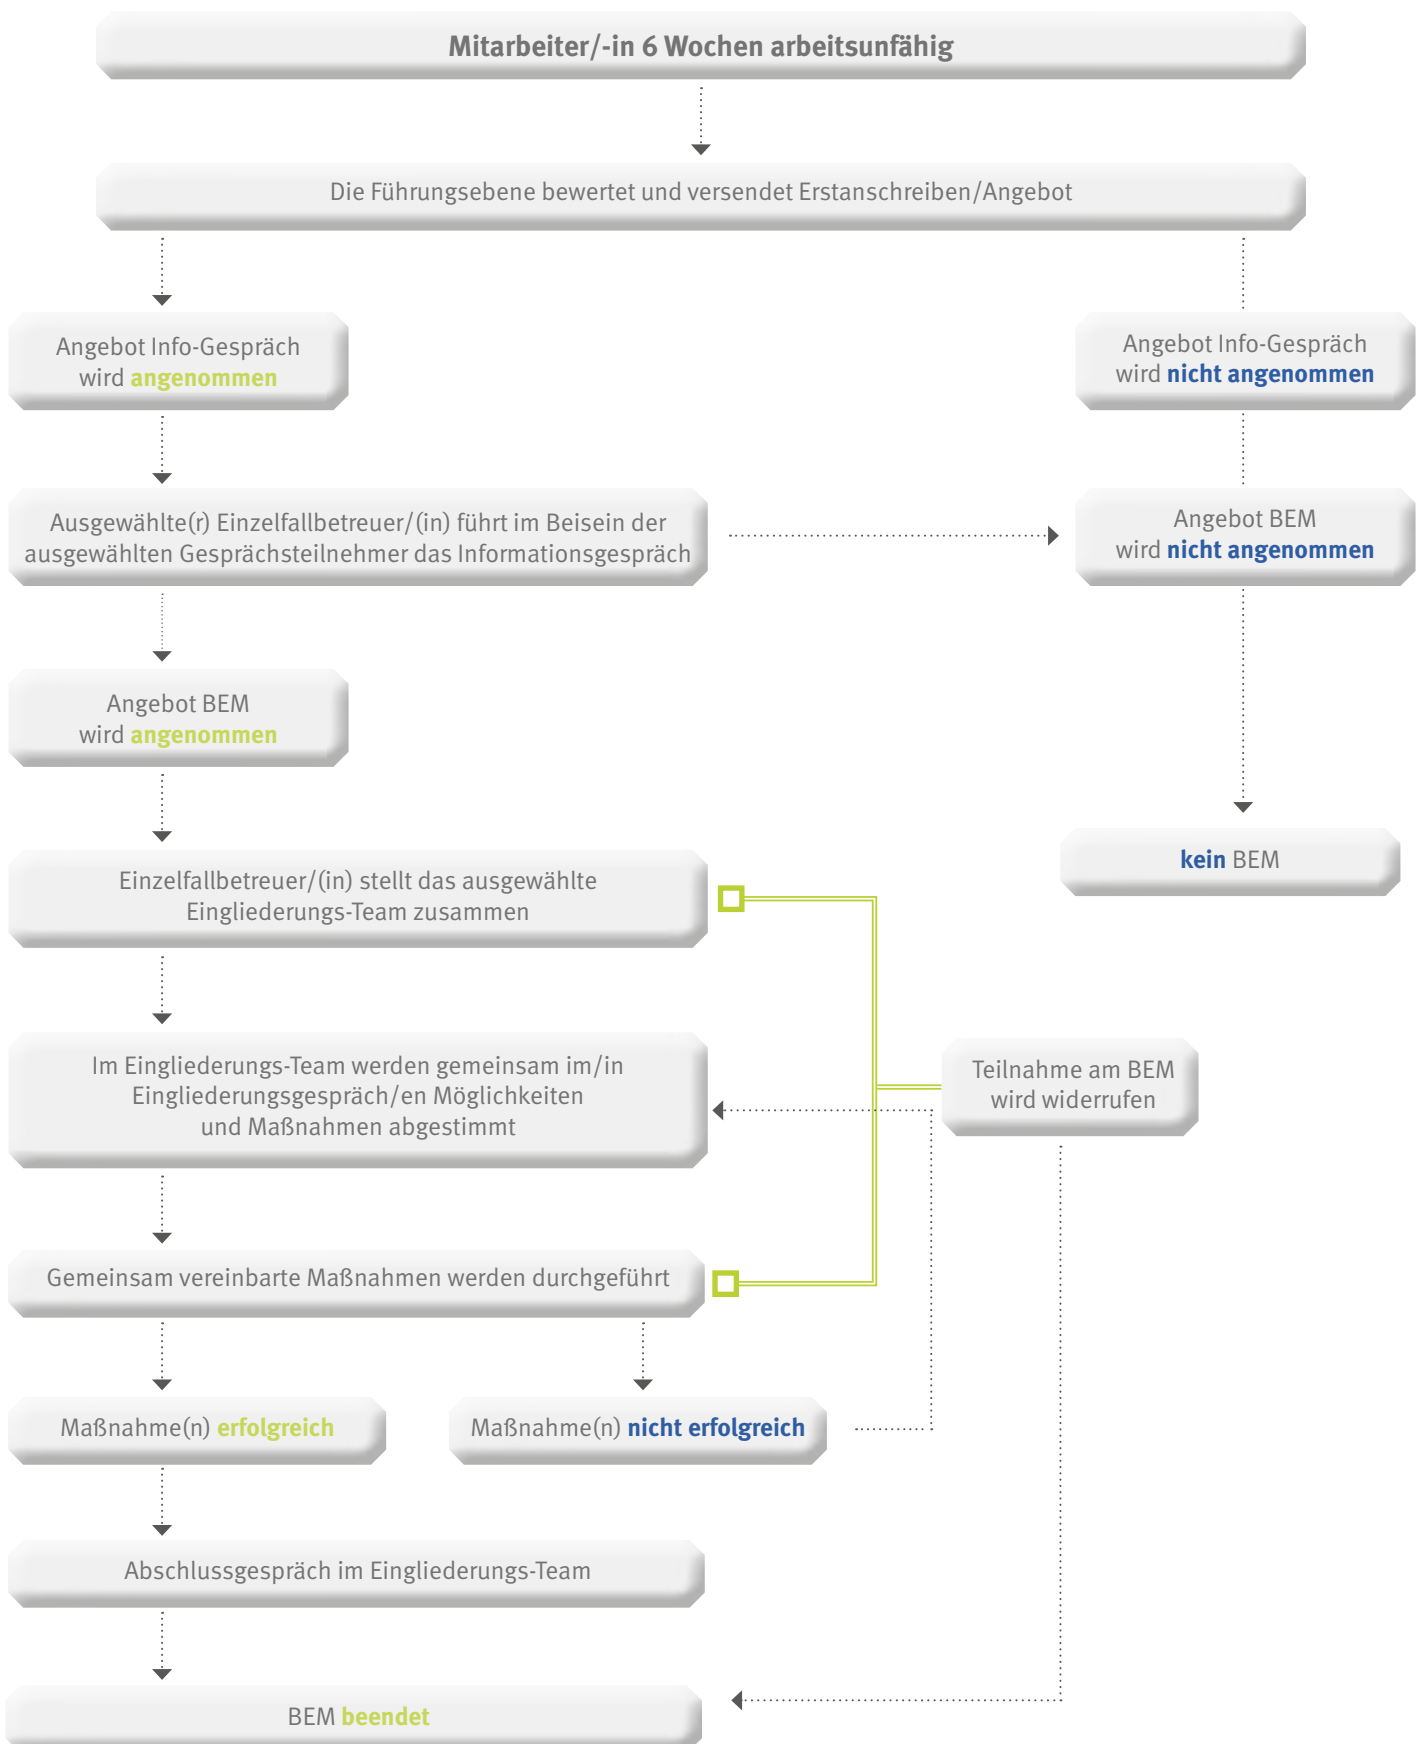 Mitarbeiter/-in 6 Wochen arbeitsunfähig
Die Führungsebene bewertet und versendet Erstanschreiben/Angebot
Angebot Info-Gespräch
wird angenommen
Angebot Info-Gespräch
wird nicht angenommen
Ausgewählte(r) Einzelfallbetreuer/(in) führt im Beisein der
ausgewählten Gesprächsteilnehmer das Informationsgespräch
Angebot BEM
wird nicht angenommen
Angebot BEM
wird angenommen
kein BEM
Einzelfallbetreuer/(in) stellt das ausgewählte
Eingliederungs-Team zusammen
Im Eingliederungs-Team werden gemeinsam im/in
Eingliederungsgespräch/en Möglichkeiten
und Maßnahmen abgestimmt
Teilnahme am BEM
wird widerrufen
Gemeinsam vereinbarte Maßnahmen werden durchgeführt
Maßnahme(n) erfolgreich
Maßnahme(n) nicht erfolgreich
Abschlussgespräch im Eingliederungs-Team
BEM beendet